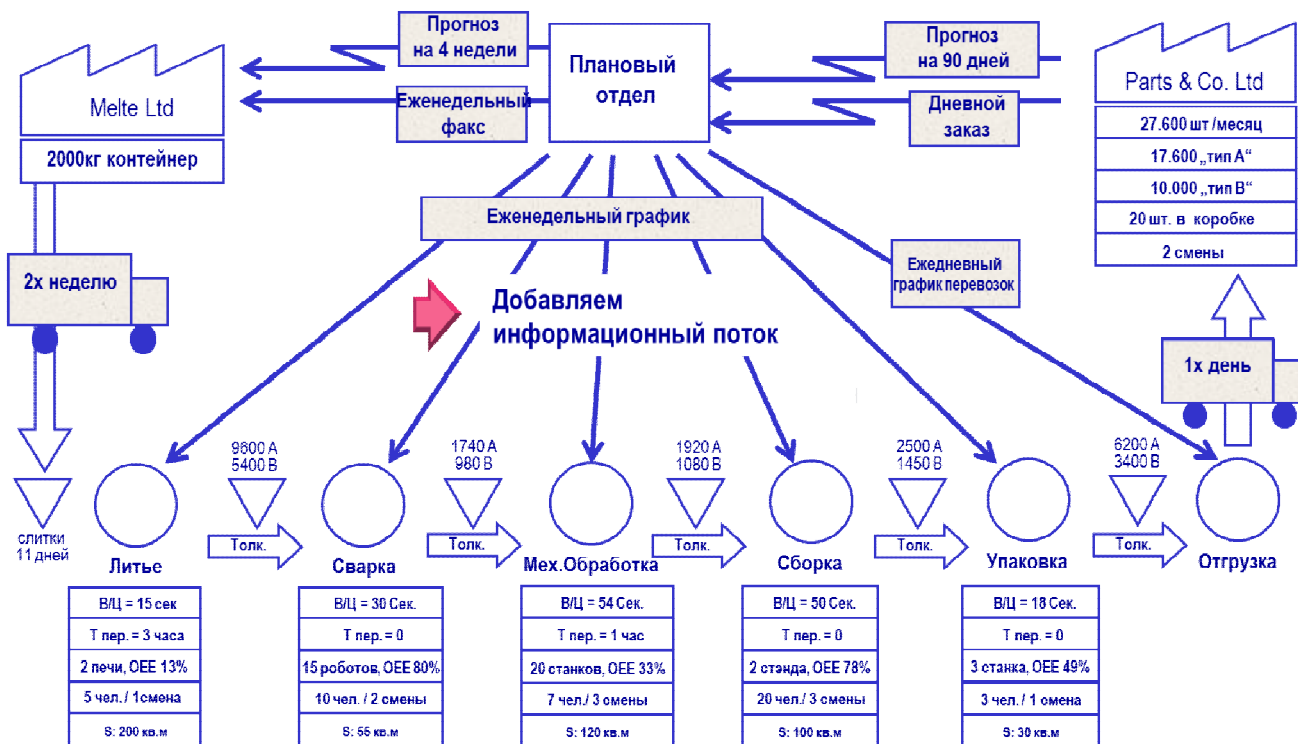 Прогноз
на 4 недели
Плановый
отдел
Прогноз
на 90 дней
Melte Ltd
Еженедельный
факс
Дневной
заказ
Parts & Co. Ltd
2000кг контейнер
27.600 шт /месяц
17.600 „тип А“
10.000 „тип В“
20 шт. в коробке
2 смены
Еженедельный график
2х неделю
Ежедневный
график перевозок
Добавляем
информационный поток
1х день
9600 А
5400 В
1740 А
980 В
1920 А
1080 В
2500 А
1450 В
6200 А
3400 В
слитки
11 дней
Толк.
Толк.
Толк.
Толк.
Толк.
Литье
Сварка
Мех.Обработка
Сборка
Упаковка
Отгрузка
В/Ц = 15 сек
Т пер. = 3 часа
2 печи, OEE 13%
5 чел. / 1смена
S: 200 кв.м
В/Ц = 30 Сек.
Т пер. = 0
15 роботов, OEE 80%
10 чел. / 2 смены
S: 55 кв.м
В/Ц = 54 Сек.
Т пер. = 1 час
20 станков, OEE 33%
7 чел./ 3 смены
S: 120 кв.м
В/Ц = 50 Сек.
Т пер. = 0
2 стэнда, OEE 78%
20 чел./ 3 смены
S: 100 кв.м
В/Ц = 18 Сек.
Т пер. = 0
3 станка, OEE 49%
3 чел. / 1 смена
S: 30 кв.м